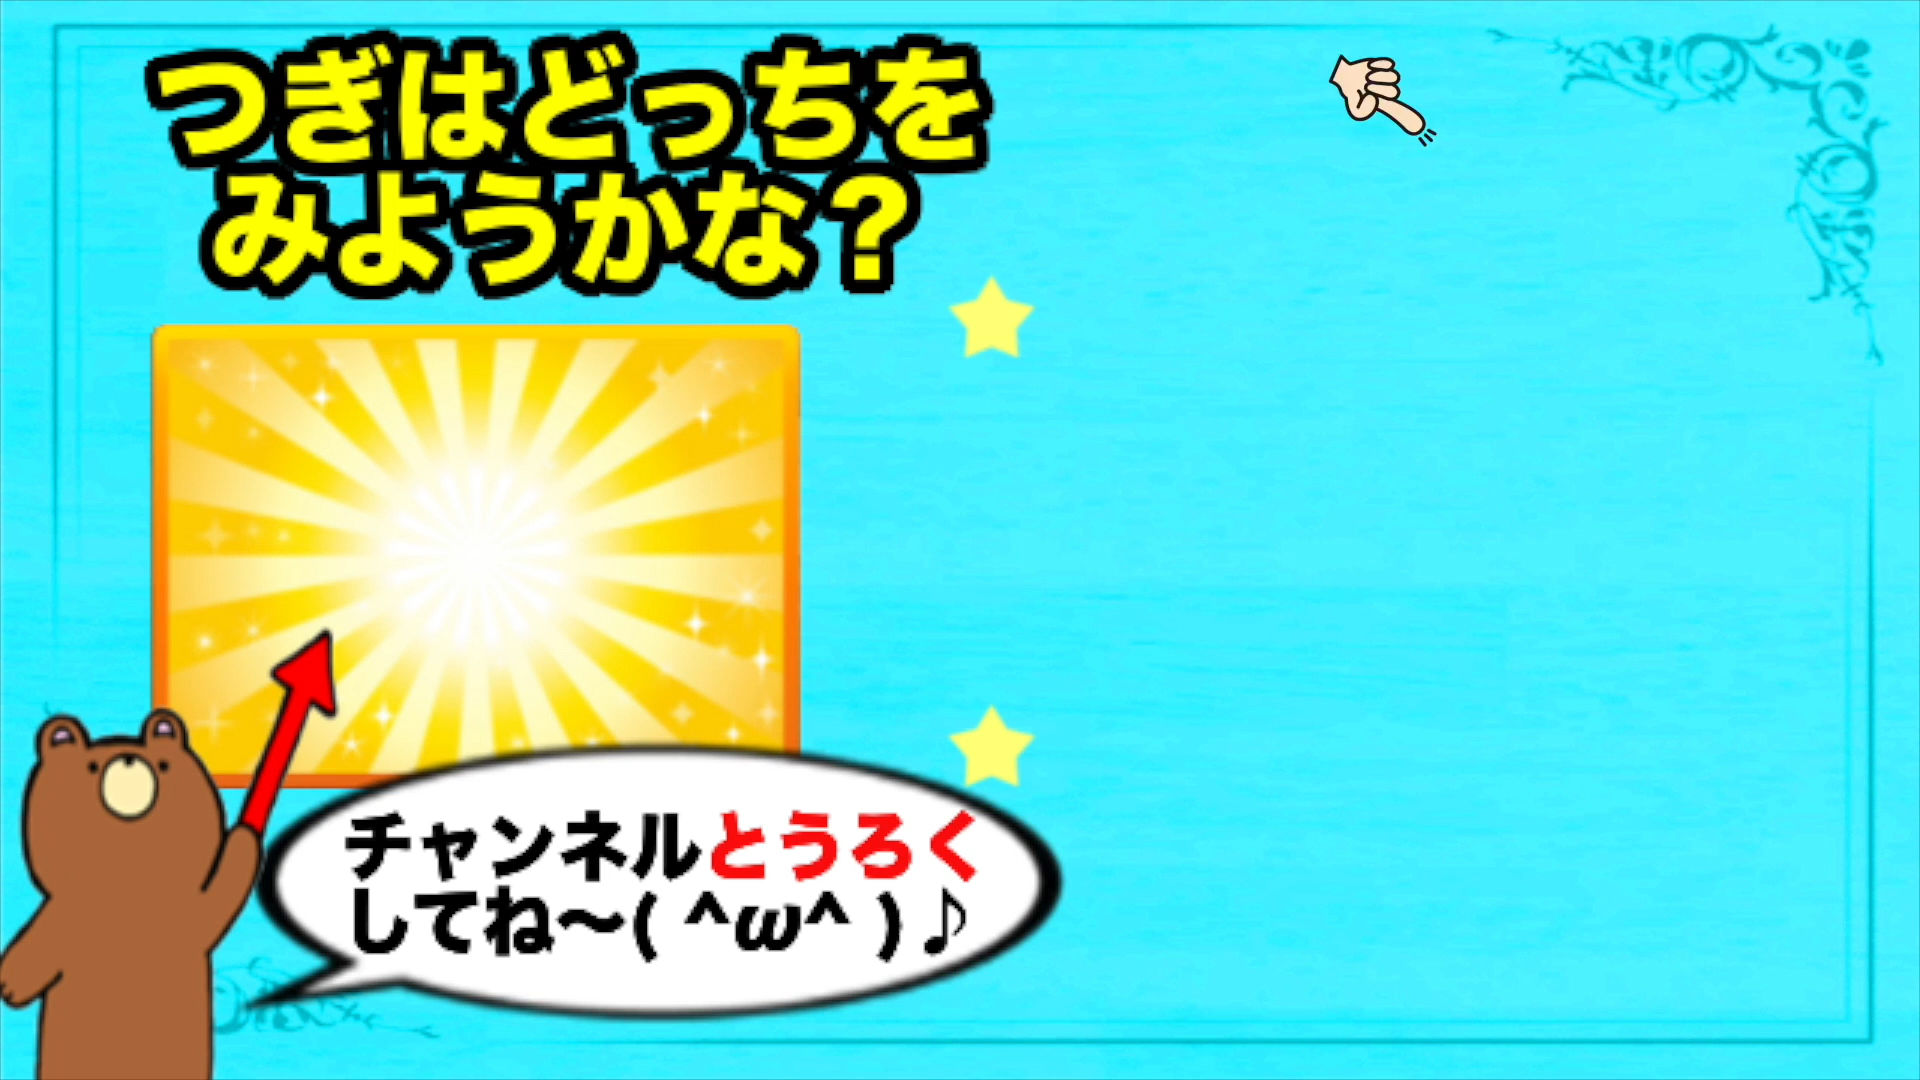 つぎはどっちを
みようかな？
チャンネルとうろく
してね〜( ^ω^ )♪